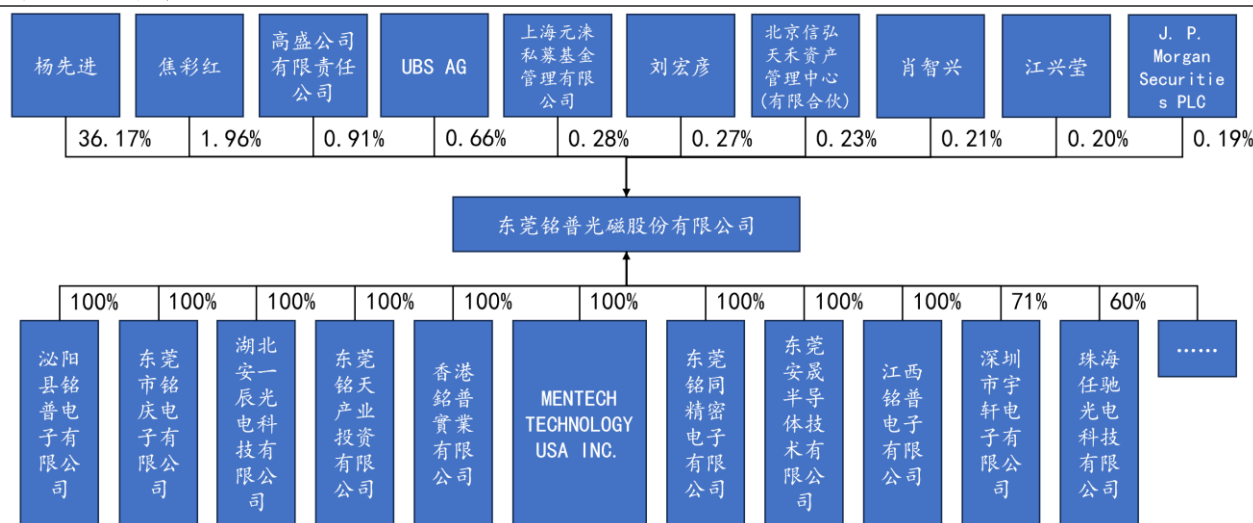 杨先进
焦彩红
高盛公司
有限责任
公司
UBS AG
上海元涞
私募基金
管理有限
公司
刘宏彦
北京信弘
天禾资产
管理中心
(有限合伙)
肖智兴
江兴莹
J. P.
Morgan
Securitie
s PLC
36.17%
1.96%
0.91%
0.66%
0.28%
0.27%
0.23%
0.21%
0.20%
0.19%
东莞铭普光磁股份有限公司
100%
100%
100%
100%
100%
100%
100%
100%
100%
71%
60%
泌阳
县铭
普电
子有
限公
司
东莞
市铭
庆电
子有
限公
司
湖北
安一
辰光
电科
技有
限公
司
东莞
铭天
产业
投资
有限
公司
香港
銘普
實業
有限
公司
MENTECH
TECHNOLOGY
USA INC.
东莞
铭同
精密
电子
有限
公司
东莞
安晟
半导
体技
术有
限公
司
江西
铭普
电子
有限
公司
深圳
市宇
轩电
子有
限公
司
珠海
任驰
光电
科技
有限
公司
……